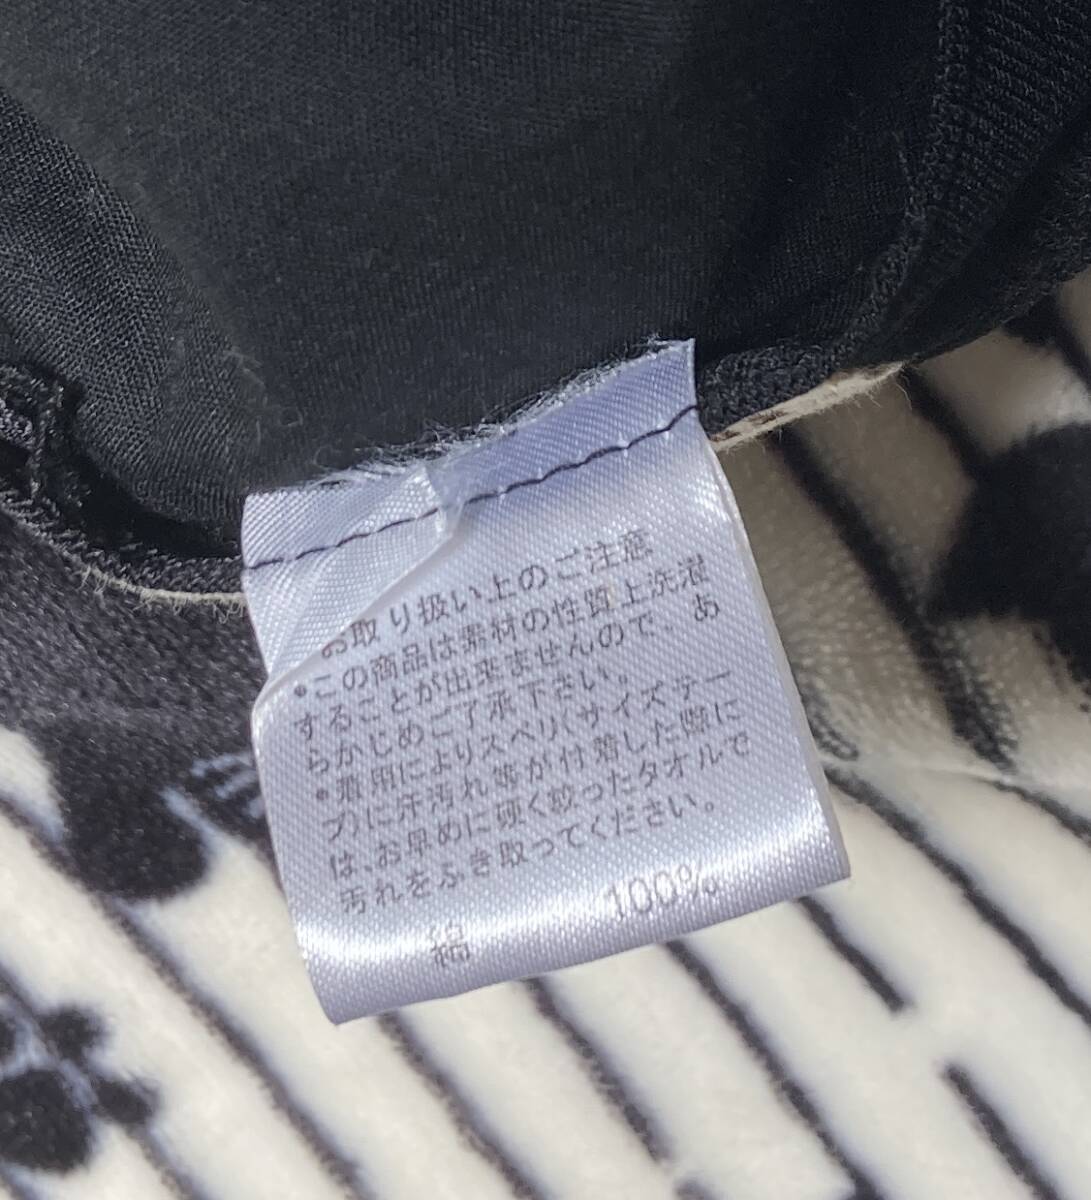 お取り扱い上のご注意
•この商品は素材の性質上洗濯
することが出来ませんので、あ
らかじめご了承下さい。
•着用によりスベリ(サイズテー
プ)に汗汚れ等が付着した際に
は、お早めに硬く絞ったタオルで
汚れをふき取ってください。
綿 100%